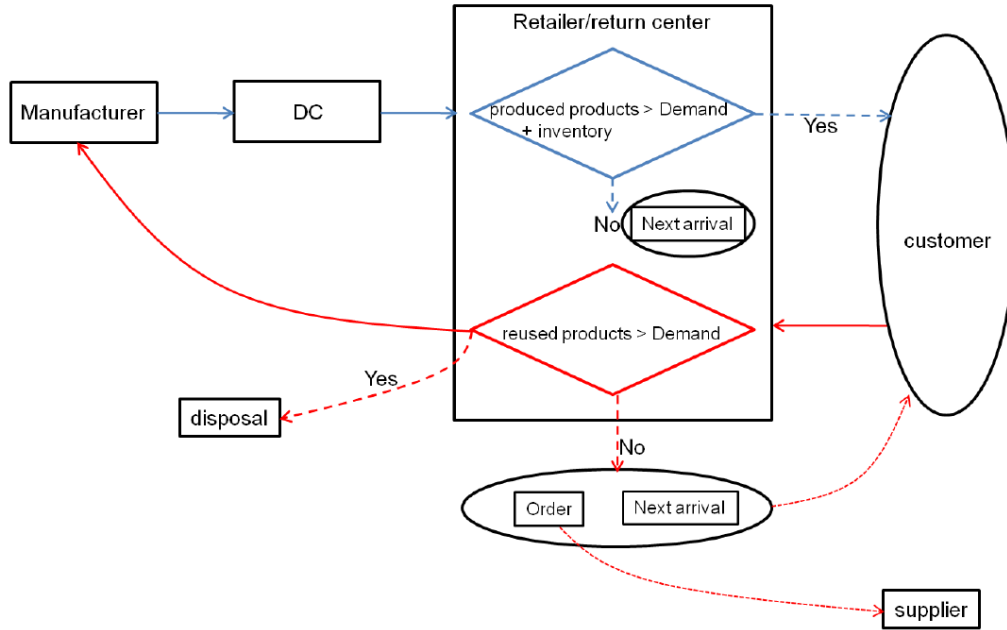 Retailer/return center
Manufacturer
DC
produced products > Demand
+ inventory
Yes
No
Next arrival
customer
reused products > Demand
Yes
disposal
No
Order
Next arrival
supplier